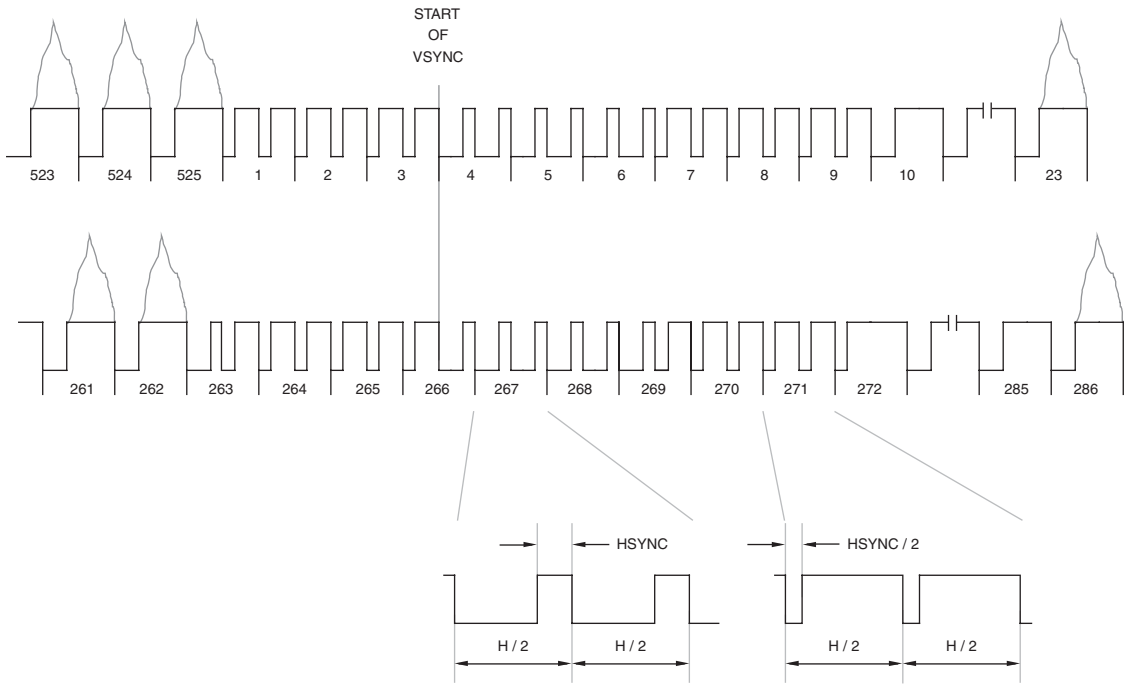 START
OF
VSYNC
523 524 525 1 2 3 4 5 6 7 8 9 10 23
261 262 263 264 265 266 267 268 269 270 271 272 285 286
HSYNC HSYNC / 2
H / 2 H / 2 H / 2 H / 2